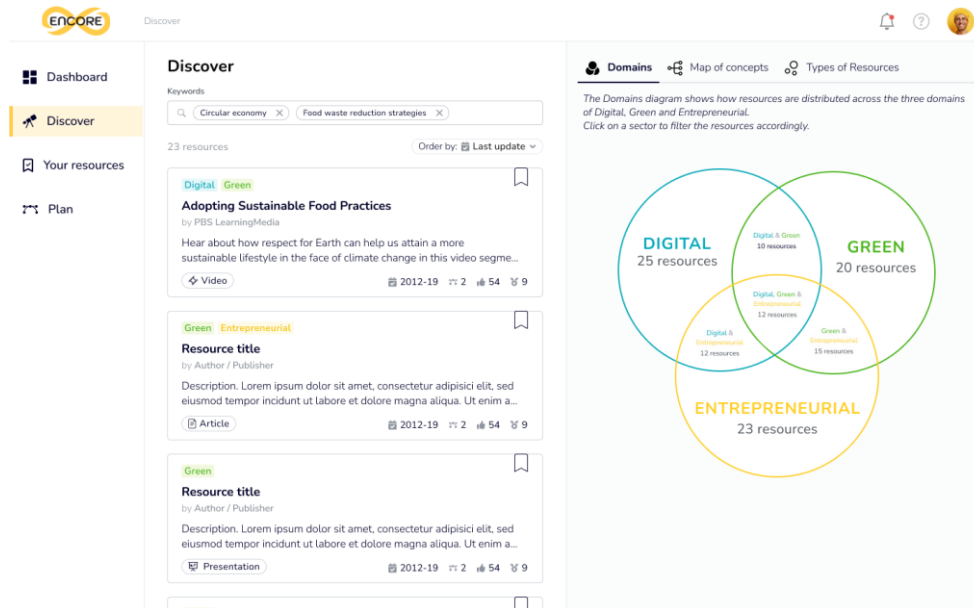 ENCORE
Discover
?
Dashboard
Discover
Your resources
Plan
Discover
Keywords
Circular economy
Food waste reduction strategies
23 resources
Order by: Last update
Digital Green
Adopting Sustainable Food Practices
by PBS LearningMedia
Hear about how respect for Earth can help us attain a more
sustainable lifestyle in the face of climate change in this video segme...
Video
2012-19 2 54 9
Green Entrepreneurial
Resource title
by Author / Publisher
Description. Lorem ipsum dolor sit amet, consectetur adipisici elit, sed
eiusmod tempor incidunt ut labore et dolore magna aliqua. Ut enim a...
Article
2012-19 2 54 9
Green
Resource title
by Author / Publisher
Description. Lorem ipsum dolor sit amet, consectetur adipisici elit, sed
eiusmod tempor incidunt ut labore et dolore magna aliqua. Ut enim a...
Presentation
2012-19 2 54 9
Domains
Map of concepts
Types of Resources
The Domains diagram shows how resources are distributed across the three domains
of Digital, Green and Entrepreneurial.
Click on a sector to filter the resources accordingly.
DIGITAL
25 resources
Digital & Green
10 resources
GREEN
20 resources
Digital, Green &
Entrepreneurial
12 resources
Digital &
Entrepreneurial
12 resources
Green &
Entrepreneurial
15 resources
ENTREPRENEURIAL
23 resources